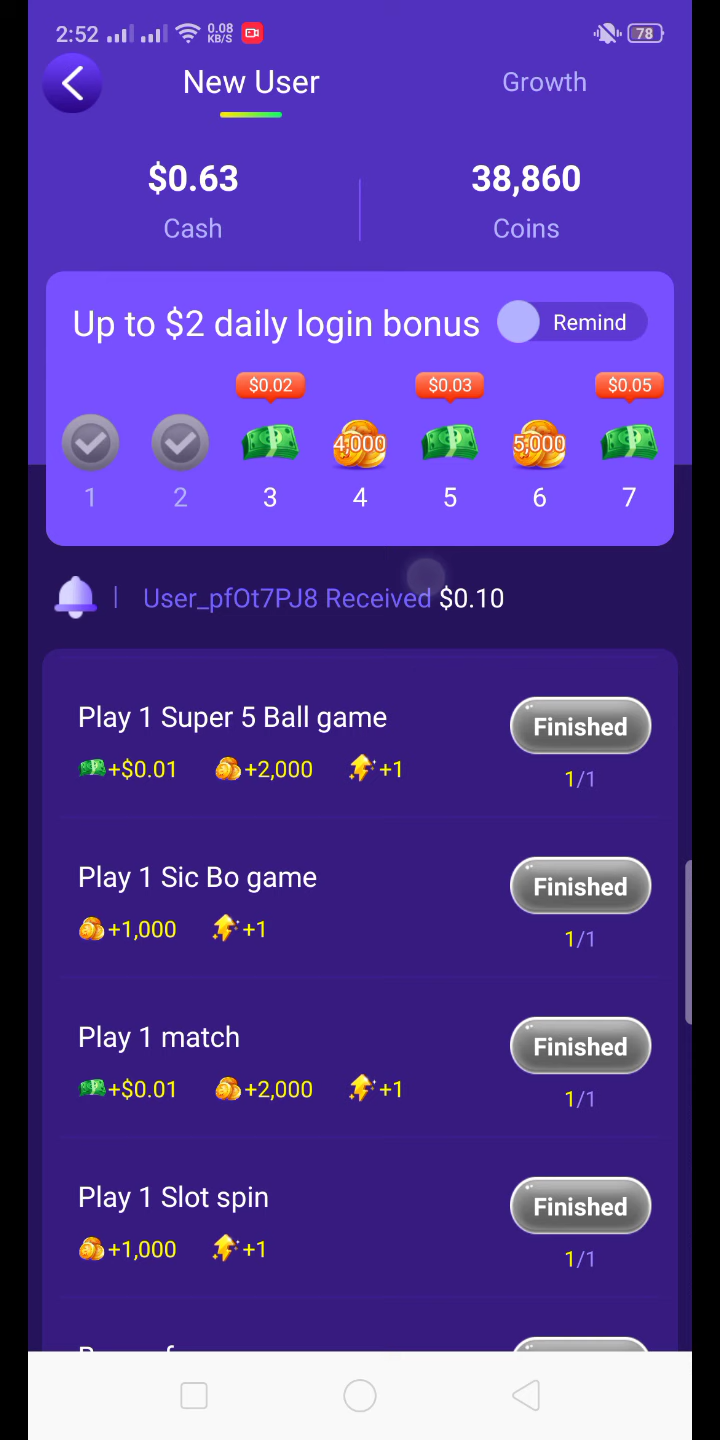 2:52 0.08 KB/S 78
New User Growth
$0.63 38,860
Cash Coins
Up to $2 daily login bonus Remind
$0.02 $0.03 $0.05
4,000 5,000
1 2 3 4 5 6 7
User_pfOt7PJ8 Received $0.10
Play 1 Super 5 Ball game Finished
+$0.01 +2,000 +1 1/1
Play 1 Sic Bo game Finished
+1,000 +1 1/1
Play 1 match Finished
+$0.01 +2,000 +1 1/1
Play 1 Slot spin Finished
+1,000 +1 1/1